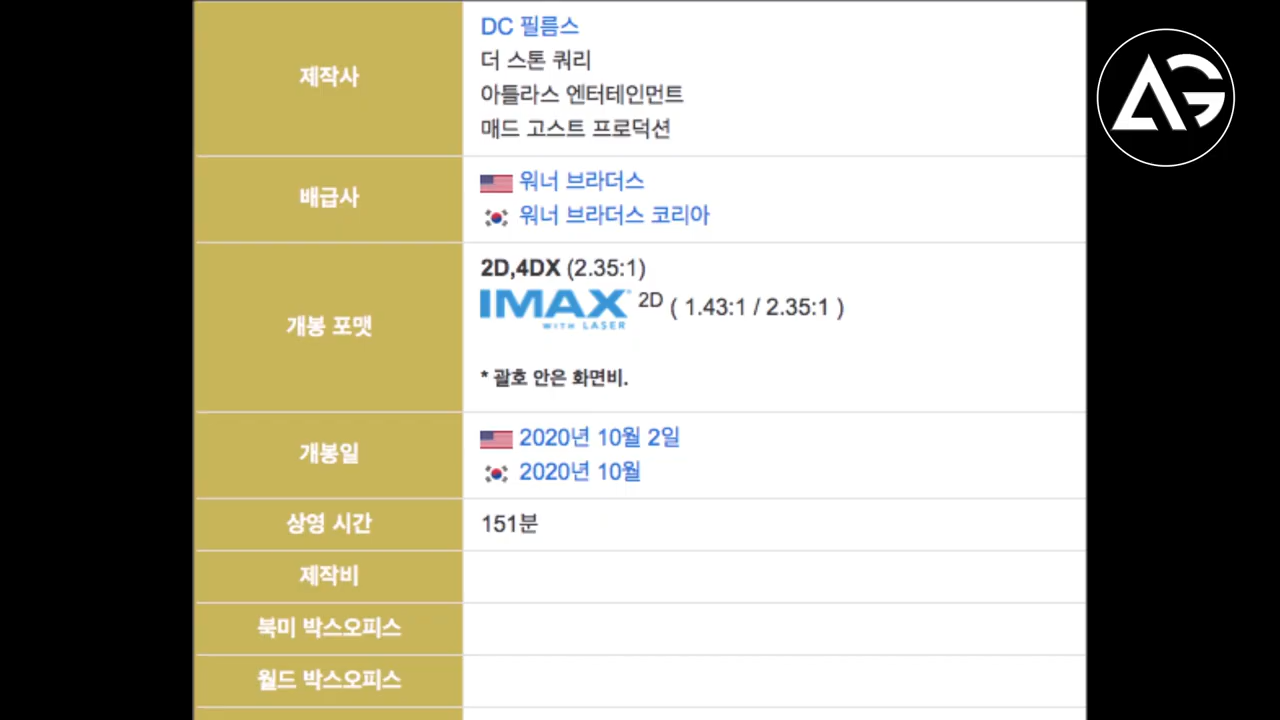 제작사
DC 필름스
더 스톤 쿼리
아틀라스 엔터테인먼트
매드 고스트 프로덕션
배급사
워너 브라더스
워너 브라더스 코리아
개봉 포맷
2D,4DX (2.35:1)
IMAX WITH LASER 2D ( 1.43:1 / 2.35:1 )
* 괄호 안은 화면비.
개봉일
2020년 10월 2일
2020년 10월
상영 시간
151분
제작비
북미 박스오피스
월드 박스오피스
AG